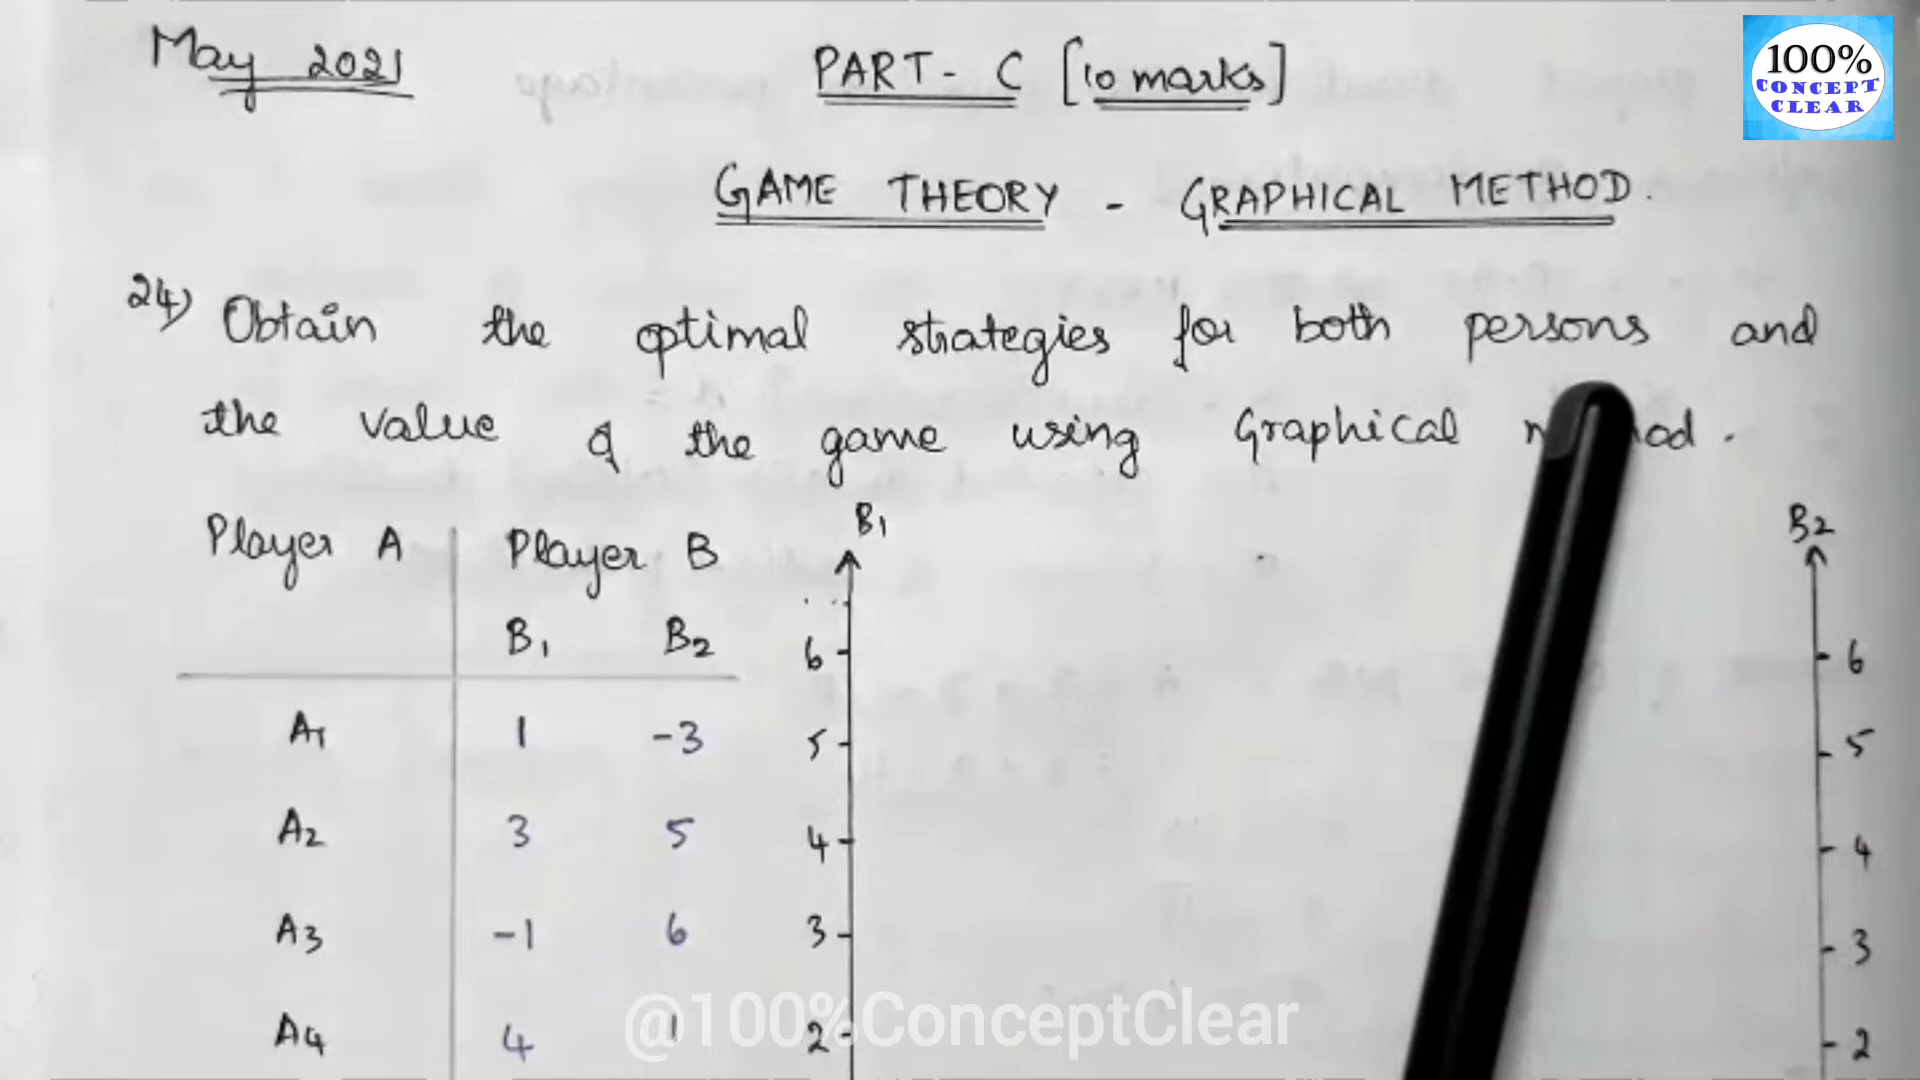 May 2021
PART - C [10 marks]
100%
CONCEPT
CLEAR
GAME THEORY - GRAPHICAL METHOD.
24) Obtain the optimal strategies for both persons and
the value of the game using Graphical
Player A Player B
B1 B2
A1 1 -3
A2 3 5
A3 -1 6
A4 4 1
B1
6
5
4
3
2
B2
6
5
4
3
2
@100%ConceptClear